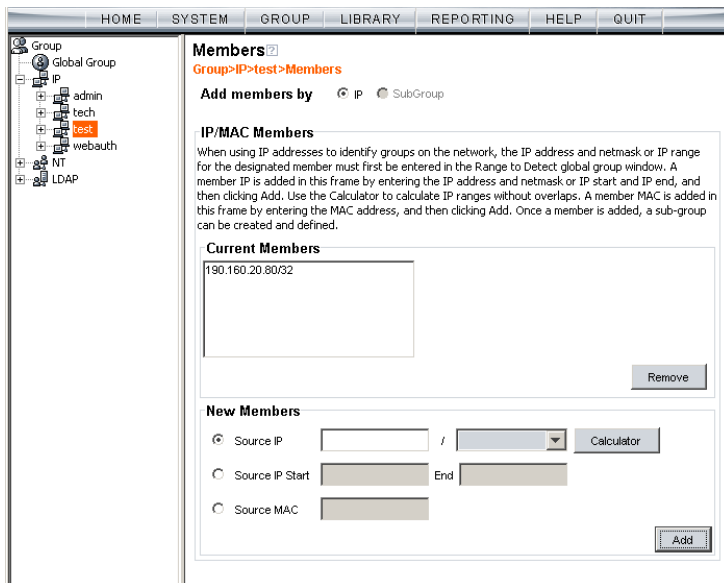 HOME SYSTEM GROUP LIBRARY REPORTING HELP QUIT
Group
Global Group
IP
admin
tech
test
webauth
NT
LDAP
Members?
Group>IP>test>Members
Add members by IP SubGroup
IP/MAC Members
When using IP addresses to identify groups on the network, the IP address and netmask or IP range
for the designated member must first be entered in the Range to Detect global group window. A
member IP is added in this frame by entering the IP address and netmask or IP start and IP end, and
then clicking Add. Use the Calculator to calculate IP ranges without overlaps. A member MAC is added in
this frame by entering the MAC address, and then clicking Add. Once a member is added, a sub-group
can be created and defined.
Current Members
190.160.20.80/32
Remove
New Members
Source IP / Calculator
Source IP Start End
Source MAC
Add